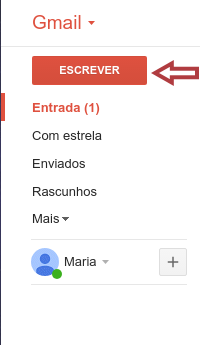 Gmail
ESCREVER
Entrada (1)
Com estrela
Enviados
Rascunhos
Mais
Maria
+